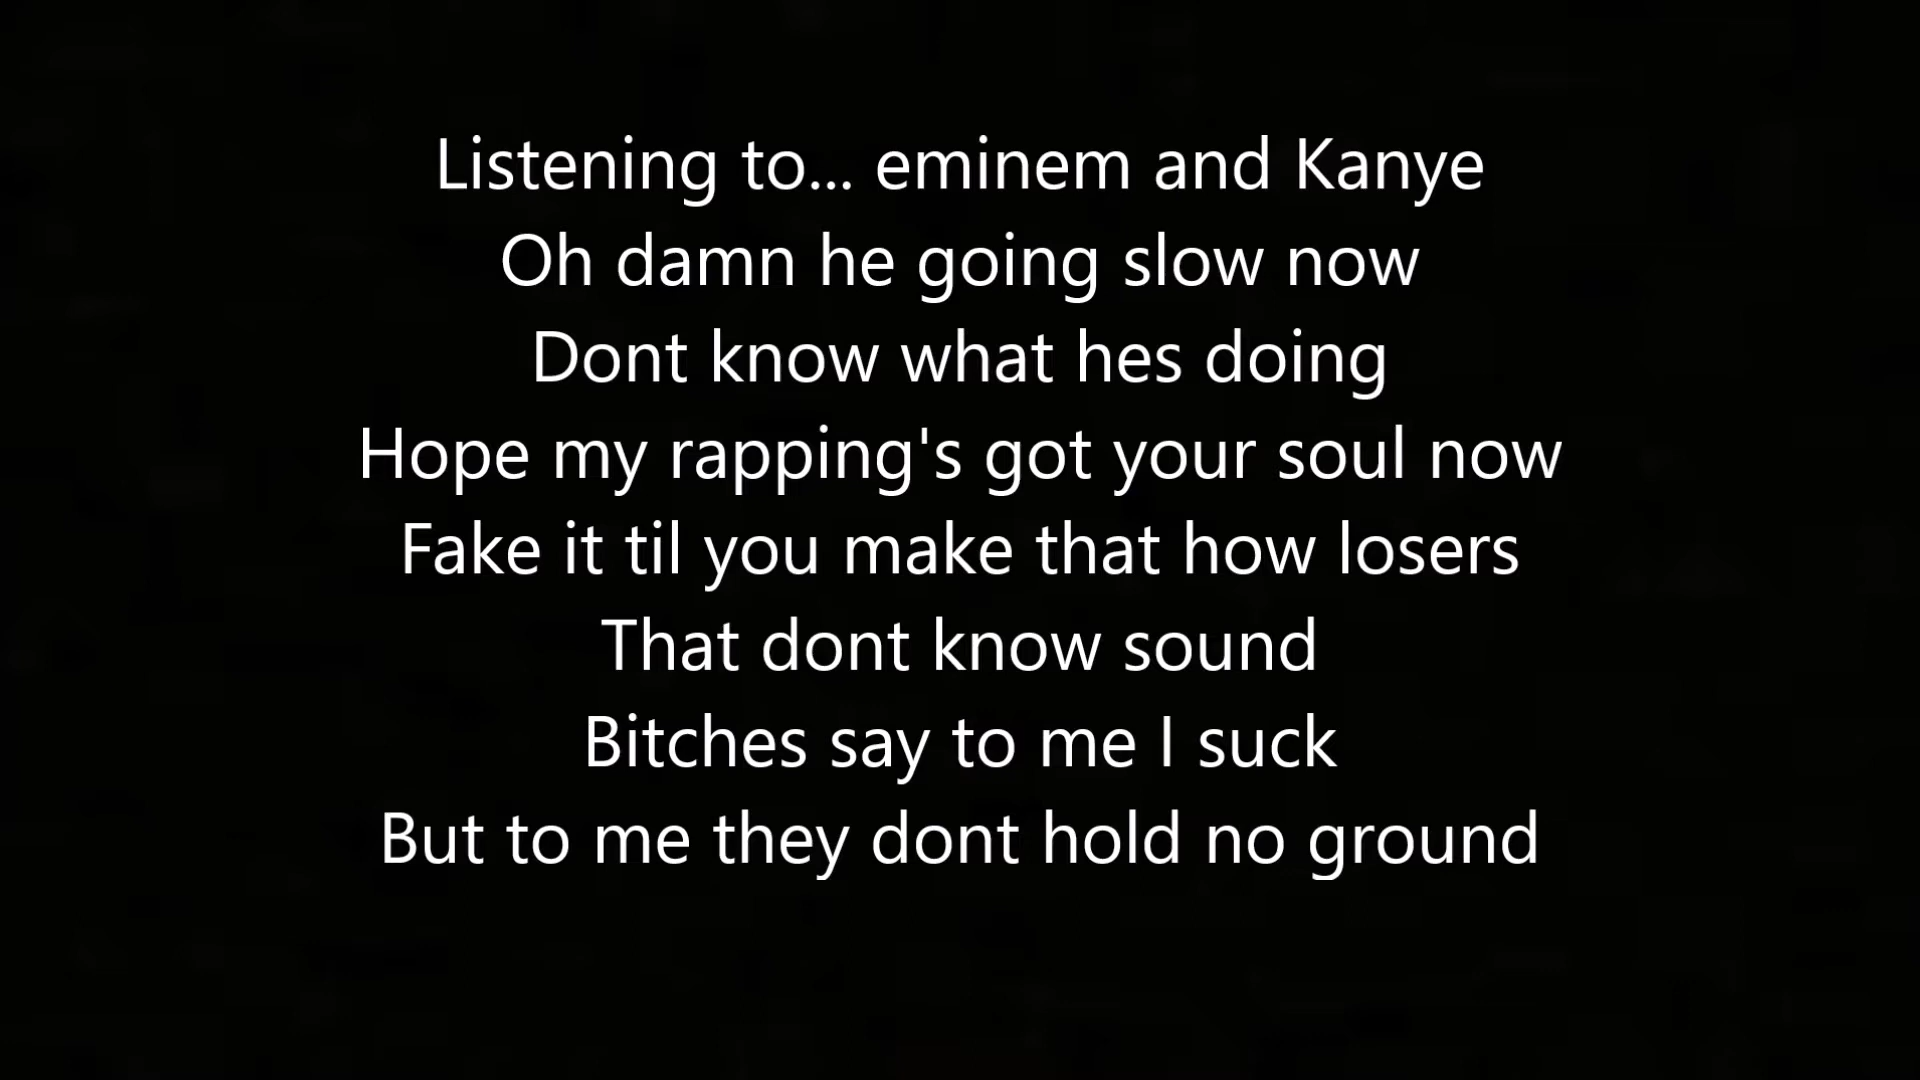 Listening to... eminem and Kanye
Oh damn he going slow now
Dont know what hes doing
Hope my rapping's got your soul now
Fake it til you make that how losers
That dont know sound
Bitches say to me I suck
But to me they dont hold no ground